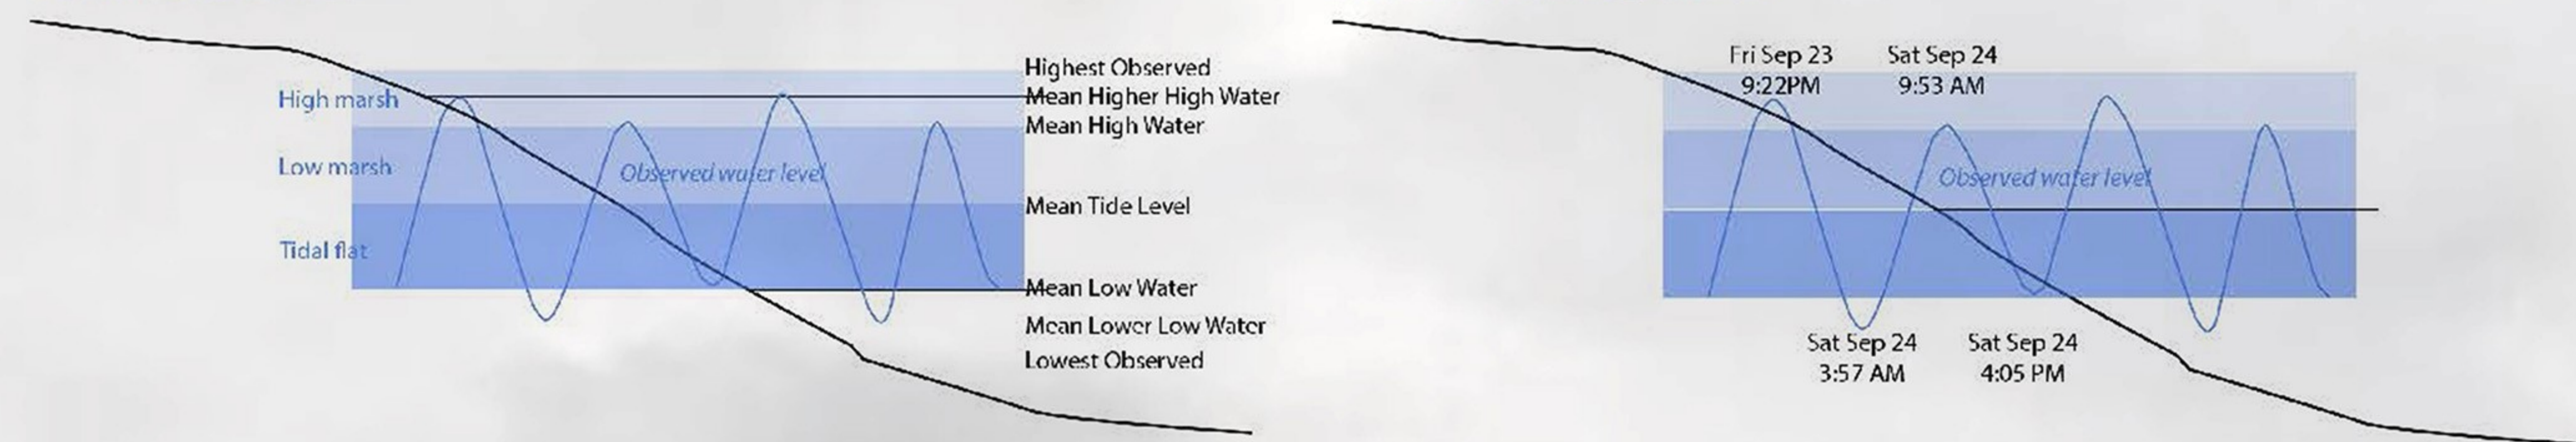 Highest Observed
High marsh
Mean Higher High Water
Mean High Water
Low marsh
Observed water level
Mean Tide Level
Tidal flat
Mean Low Water
Mean Lower Low Water
Lowest Observed
Fri Sep 23
9:22PM
Sat Sep 24
9:53 AM
Observed water level
Sat Sep 24
3:57 AM
Sat Sep 24
4:05 PM